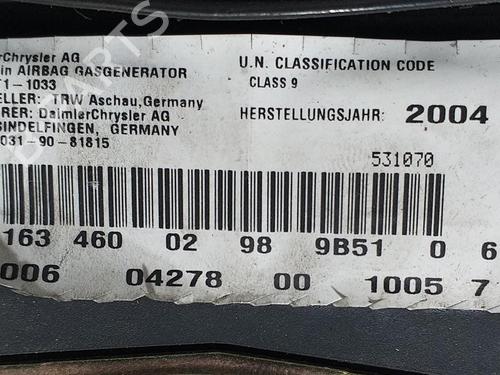 rChrysler AG
in AIRBAG GASGENERATOR
1-1033
ELLER: TRW Aschau, Germany
RER: DaimlerChrysler AG
SINDELFINGEN, GERMANY
031-90-81815
U.N. CLASSIFICATION CODE
CLASS 9
HERSTELLUNGSJAHR: 2004
531070
163 460 02 98 9B51 0 6
006 04278 00 1005 7